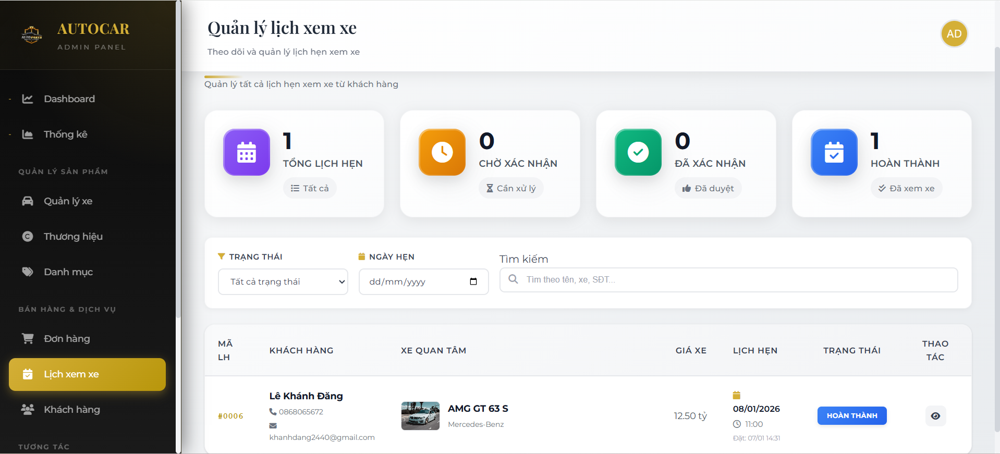 AUTOPARTS
AUTOCAR
ADMIN PANEL
- Dashboard
- Thống kê
QUẢN LÝ SẢN PHẨM
Quản lý xe
Thương hiệu
Danh mục
BÁN HÀNG & DỊCH VỤ
Đơn hàng
Lịch xem xe
Khách hàng
TƯƠNG TÁC
Quản lý lịch xem xe
Theo dõi và quản lý lịch hẹn xem xe
AD
Quản lý tất cả lịch hẹn xem xe từ khách hàng
1
TỔNG LỊCH HẸN
Tất cả
0
CHỜ XÁC NHẬN
Cần xử lý
0
ĐÃ XÁC NHẬN
Đã duyệt
1
HOÀN THÀNH
Đã xem xe
TRẠNG THÁI
Tất cả trạng thái
NGÀY HẸN
dd/mm/yyyy
Tìm kiếm
Tìm theo tên, xe, SĐT...
MÃ
LH
KHÁCH HÀNG
XE QUAN TÂM
GIÁ XE
LỊCH HẸN
TRẠNG THÁI
THAO
TÁC
#0006
Lê Khánh Đăng
0868065672
khanhdang2440@gmail.com
AMG GT 63 S
Mercedes-Benz
12.50 tỷ
08/01/2026
11:00
Đặt: 07/01 14:31
HOÀN THÀNH